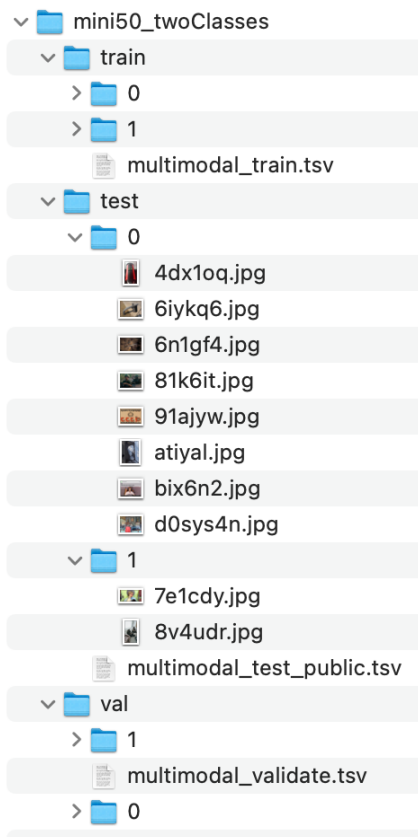 mini50_twoClasses
train
0
1
multimodal_train.tsv
test
0
4dx1oq.jpg
6iykq6.jpg
6n1gf4.jpg
81k6it.jpg
91ajyw.jpg
atiyal.jpg
bix6n2.jpg
d0sys4n.jpg
1
7e1cdy.jpg
8v4udr.jpg
multimodal_test_public.tsv
val
1
multimodal_validate.tsv
0